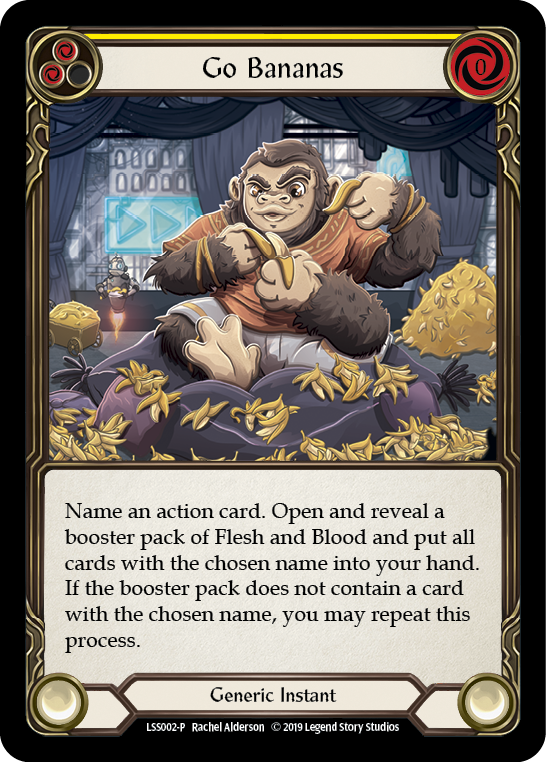 Go Bananas
0
Name an action card. Open and reveal a
booster pack of Flesh and Blood and put all
cards with the chosen name into your hand.
If the booster pack does not contain a card
with the chosen name, you may repeat this
process.
Generic Instant
LSS002-P Rachel Alderson © 2019 Legend Story Studios